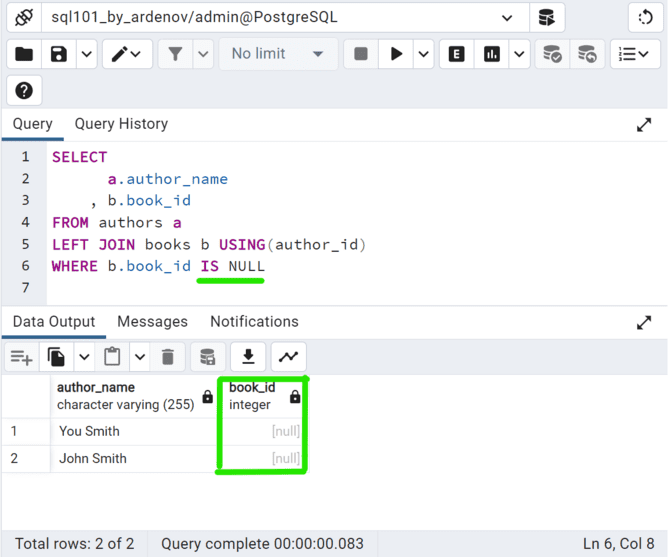 sql101_by_ardenov/admin@PostgreSQL
No limit
E
Query Query History
1 SELECT
2 a.author_name
3 , b.book_id
4 FROM authors a
5 LEFT JOIN books b USING(author_id)
6 WHERE b.book_id IS NULL
7
Data Output Messages Notifications
author_name book_id
character varying (255) integer
1 You Smith [null]
2 John Smith [null]
Total rows: 2 of 2 Query complete 00:00:00.083 Ln 6, Col 8